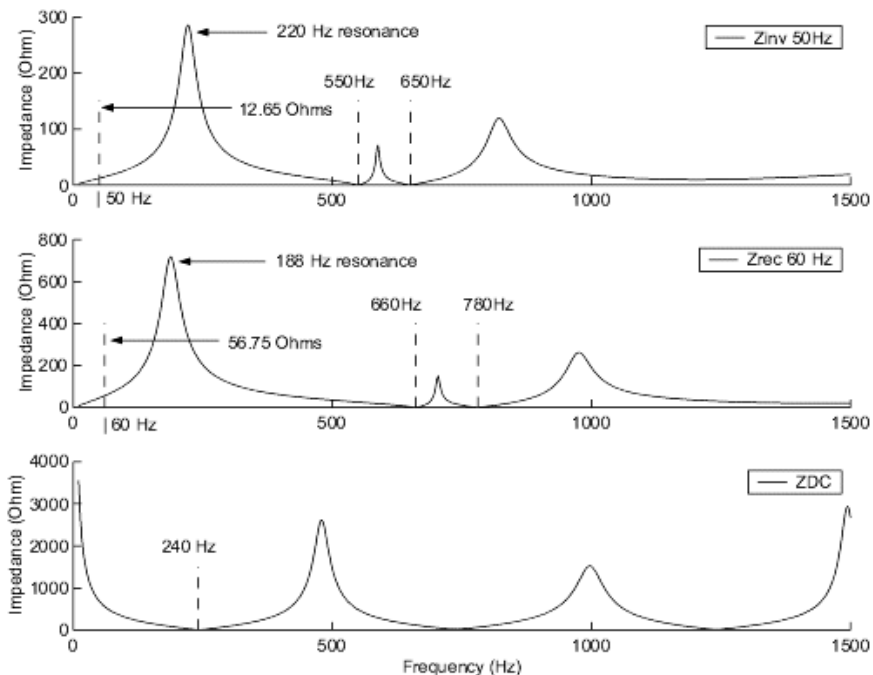 300
200
100
0
Impedance (Ohm)
220 Hz resonance
12.65 Ohms
550Hz
650Hz
Zinv 50Hz
0
50 Hz
500
1000
1500
800
600
400
200
0
Impedance (Ohm)
188 Hz resonance
56.75 Ohms
660Hz
780Hz
Zrec 60 Hz
0
60 Hz
500
1000
1500
4000
3000
2000
1000
0
Impedance (Ohm)
240 Hz
ZDC
0
500
1000
1500
Frequency (Hz)